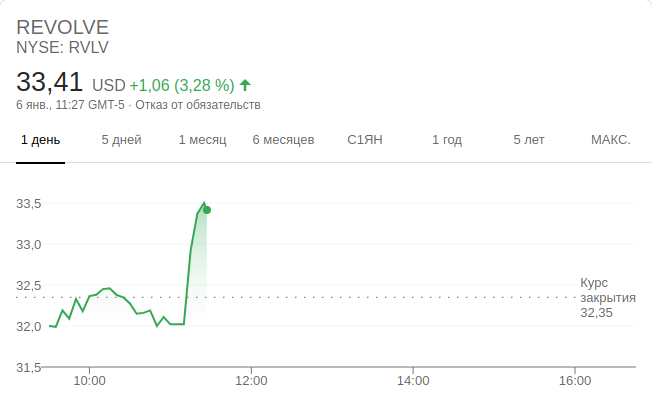 REVOLVE
NYSE: RVLV
33,41 USD +1,06 (3,28 %)
6 янв., 11:27 GMT-5 · Отказ от обязательств
1 день 5 дней 1 месяц 6 месяцев С1ЯН 1 год 5 лет МАКС.
33,5
33,0
32,5
32,0
31,5
Курс
закрытия
32,35
10:00 12:00 14:00 16:00